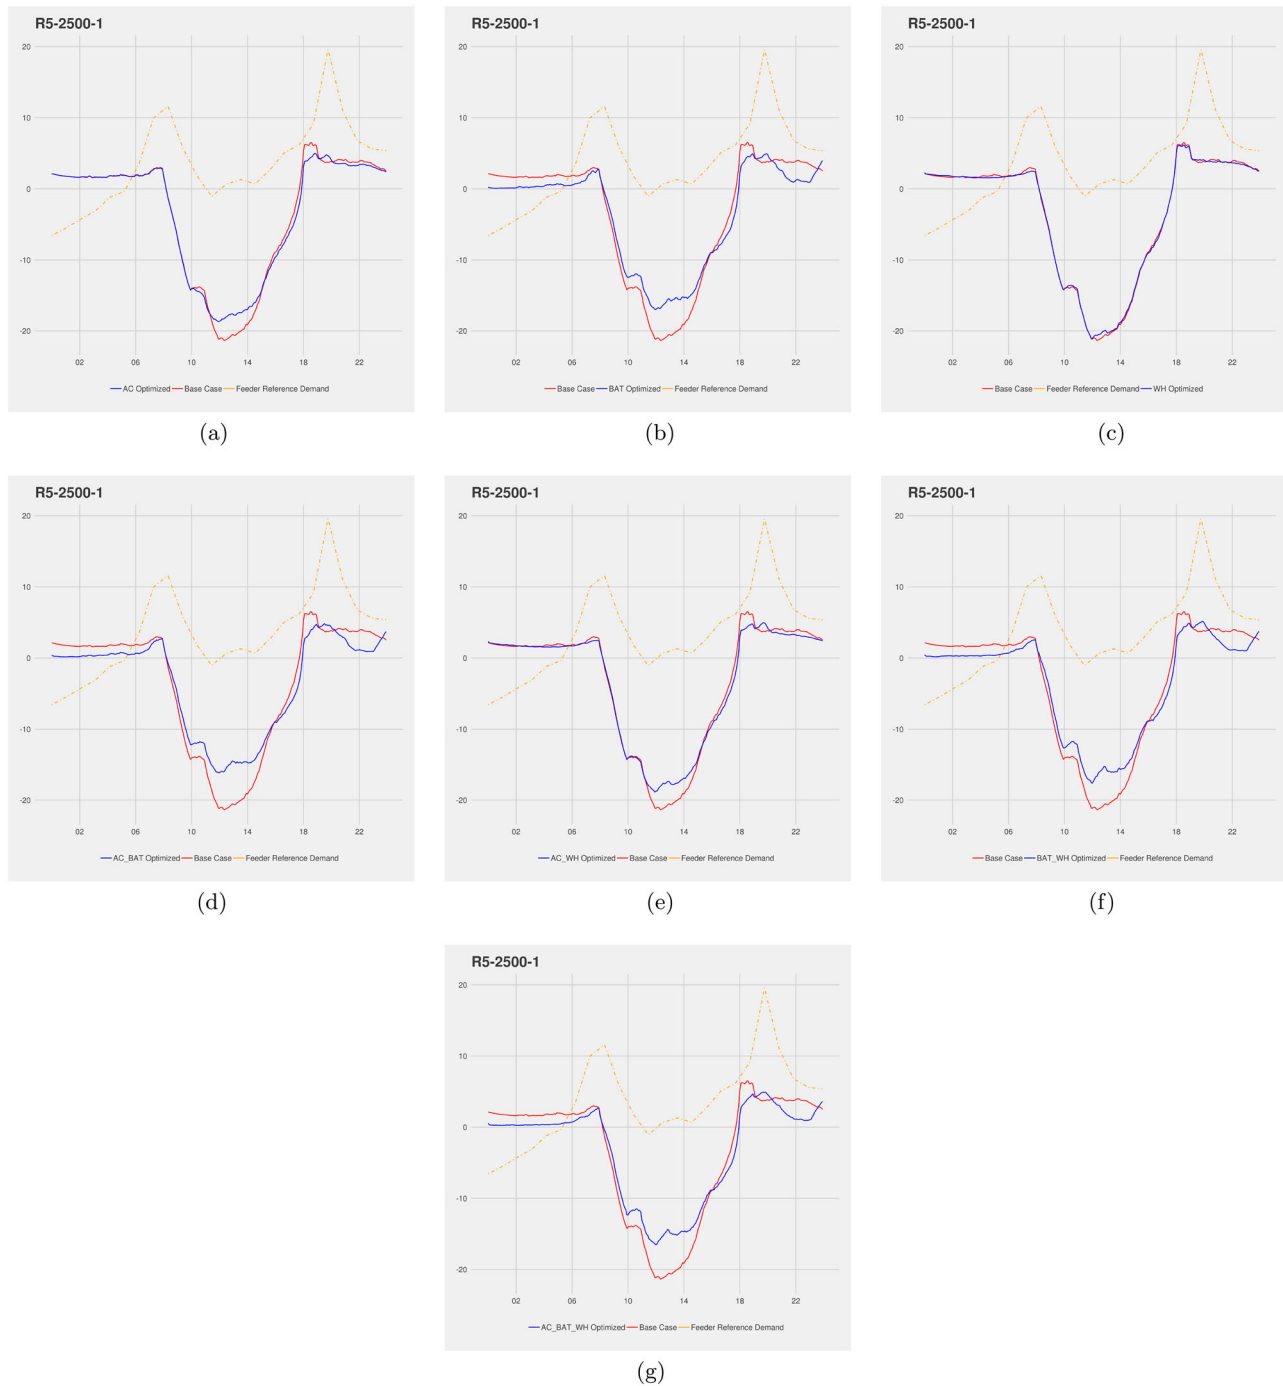 R5-2500-1
20
10
0
-10
-20
02 06 10 14 18 22
AC Optimized Base Case Feeder Reference Demand
(a)
R5-2500-1
20
10
0
-10
-20
02 06 10 14 18 22
Base Case BAT Optimized Feeder Reference Demand
(b)
R5-2500-1
20
10
0
-10
-20
02 06 10 14 18 22
Base Case Feeder Reference Demand WH Optimized
(c)
R5-2500-1
20
10
0
-10
-20
02 06 10 14 18 22
AC_BAT Optimized Base Case Feeder Reference Demand
(d)
R5-2500-1
20
10
0
-10
-20
02 06 10 14 18 22
AC_WH Optimized Base Case Feeder Reference Demand
(e)
R5-2500-1
20
10
0
-10
-20
02 06 10 14 18 22
Base Case BAT_WH Optimized Feeder Reference Demand
(f)
R5-2500-1
20
10
0
-10
-20
02 06 10 14 18 22
AC_BAT_WH Optimized Base Case Feeder Reference Demand
(g)